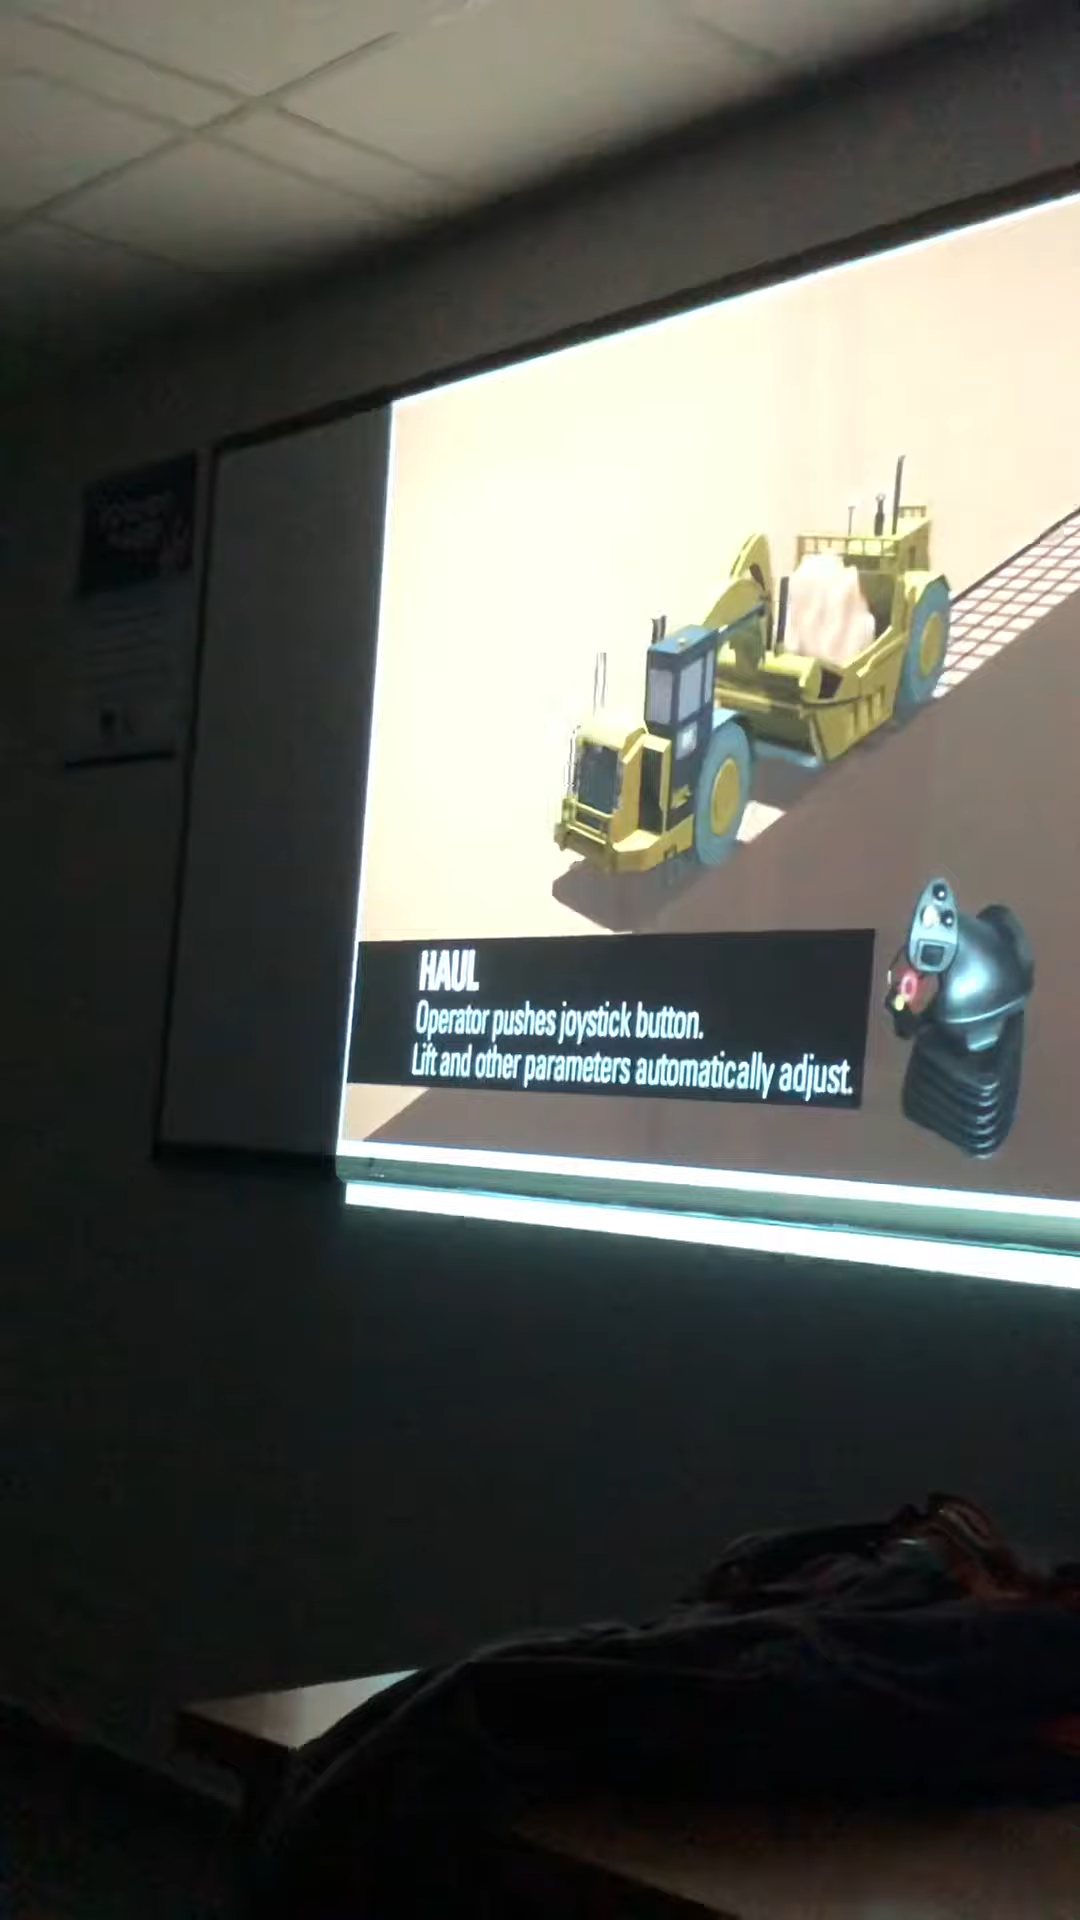 HAUL
Operator pushes joystick button.
Lift and other parameters automatically adjust.